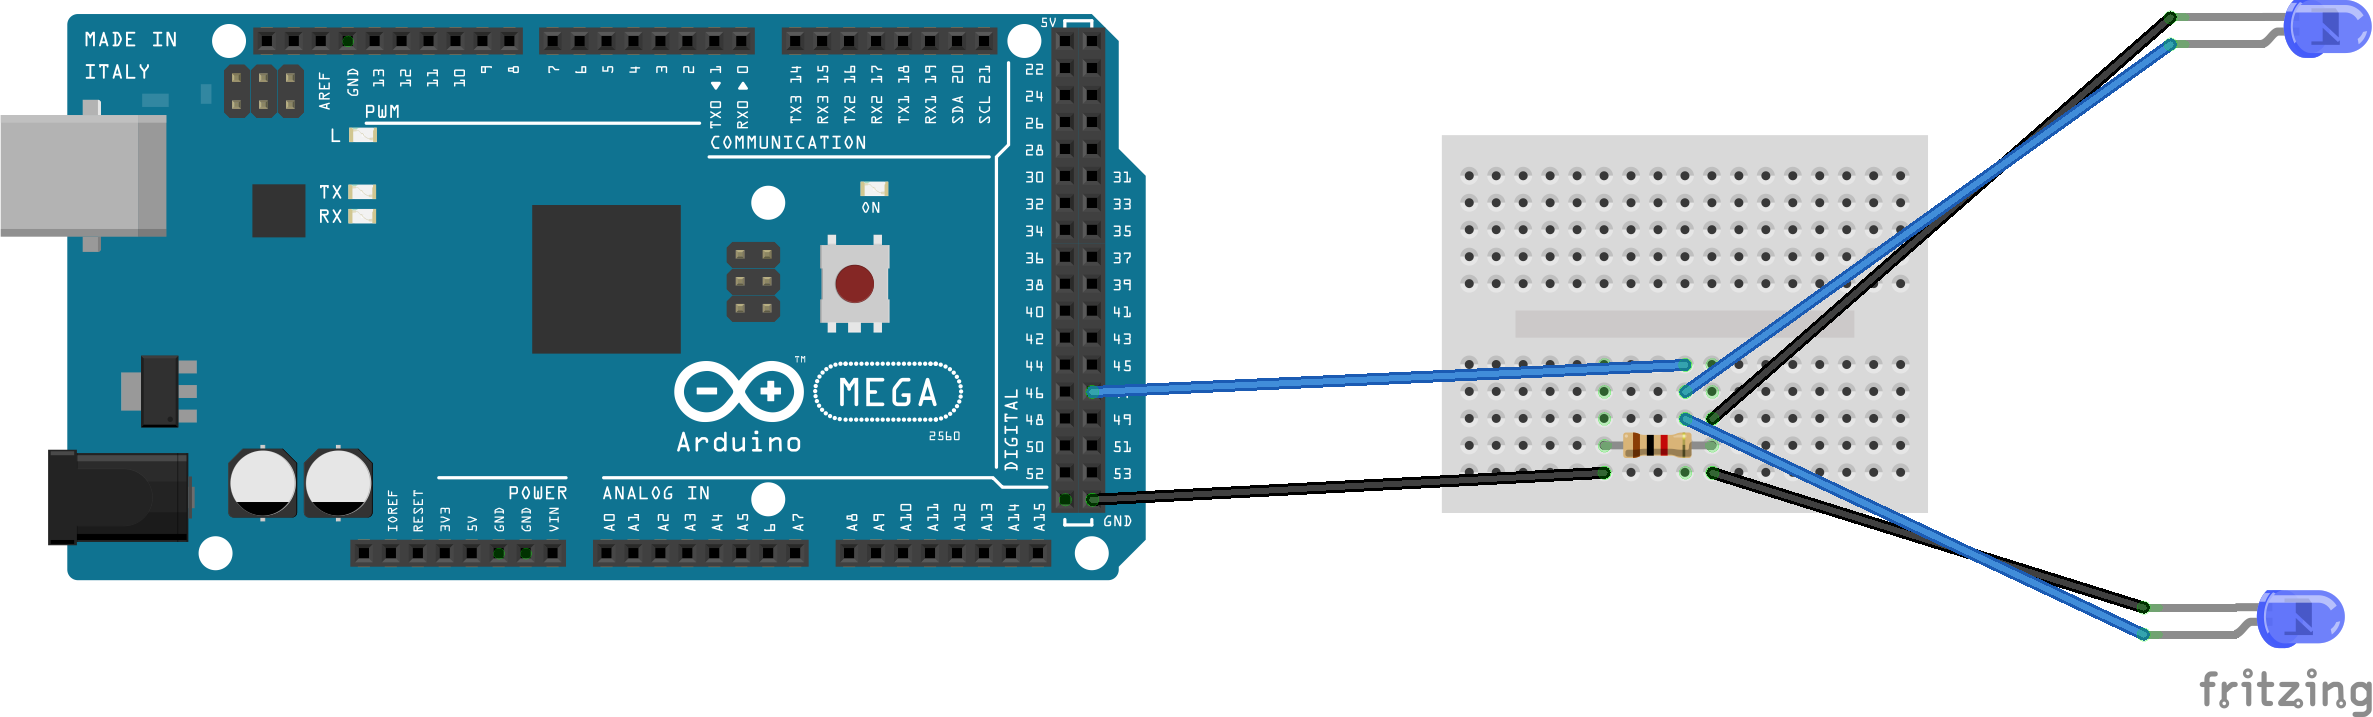 MADE IN
ITALY
AREF
GND
13
12
11
10
9
8
7
6
5
4
3
2
TX0 1
RX0 0
TX3 14
RX3 15
TX2 16
RX2 17
TX1 18
RX1 19
SDA 20
SCL 21
5V
PWM
L
COMMUNICATION
TX
RX
ON
22
24
26
28
30 31
32 33
34 35
36 37
38 39
40 41
42 43
44 45
46
48 49
50 51
52 53
GND
DIGITAL
TM
MEGA
Arduino
2560
POWER
ANALOG IN
IOREF
RESET
3V3
5V
GND
GND
VIN
A0
A1
A2
A3
A4
A5
A7
A8
A9
A10
A11
A12
A13
A14
A15
fritzing